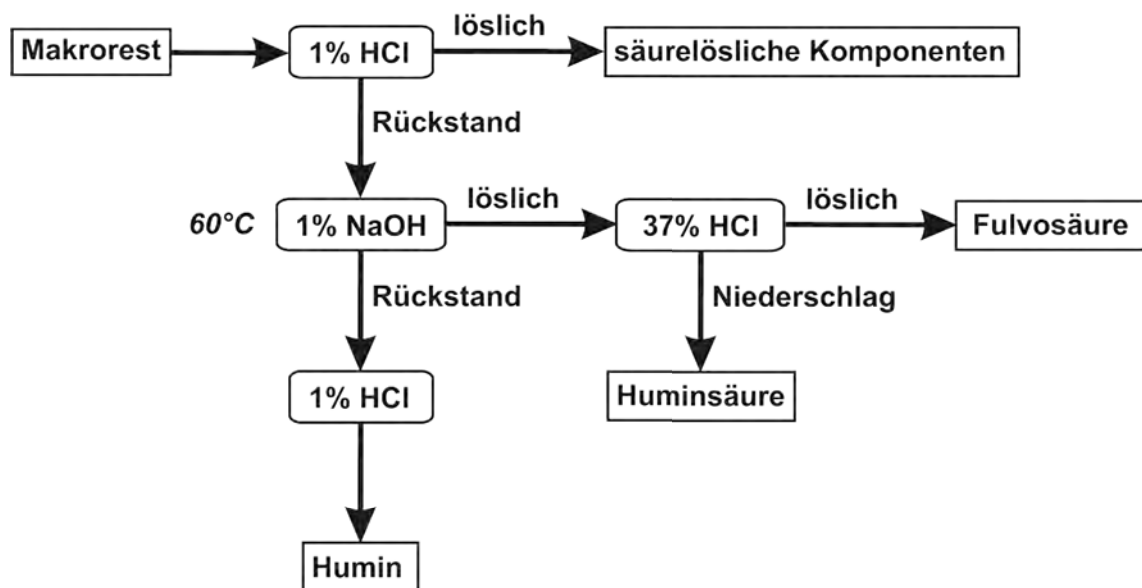 löslich
Makrorest
1% HCl
säurelösliche Komponenten
Rückstand
löslich
löslich
60°C
1% NaOH
37% HCl
Fulvosäure
Rückstand
Niederschlag
1% HCl
Huminsäure
Humin